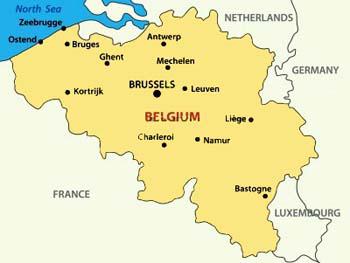 North Sea
NETHERLANDS
Zeebrugge
Ostend
Bruges
Antwerp
Ghent
Mechelen
GERMANY
BRUSSELS
Leuven
Kortrijk
BELGIUM
Liège
Charleroi
Namur
Bastogne
FRANCE
LUXEMBOURG